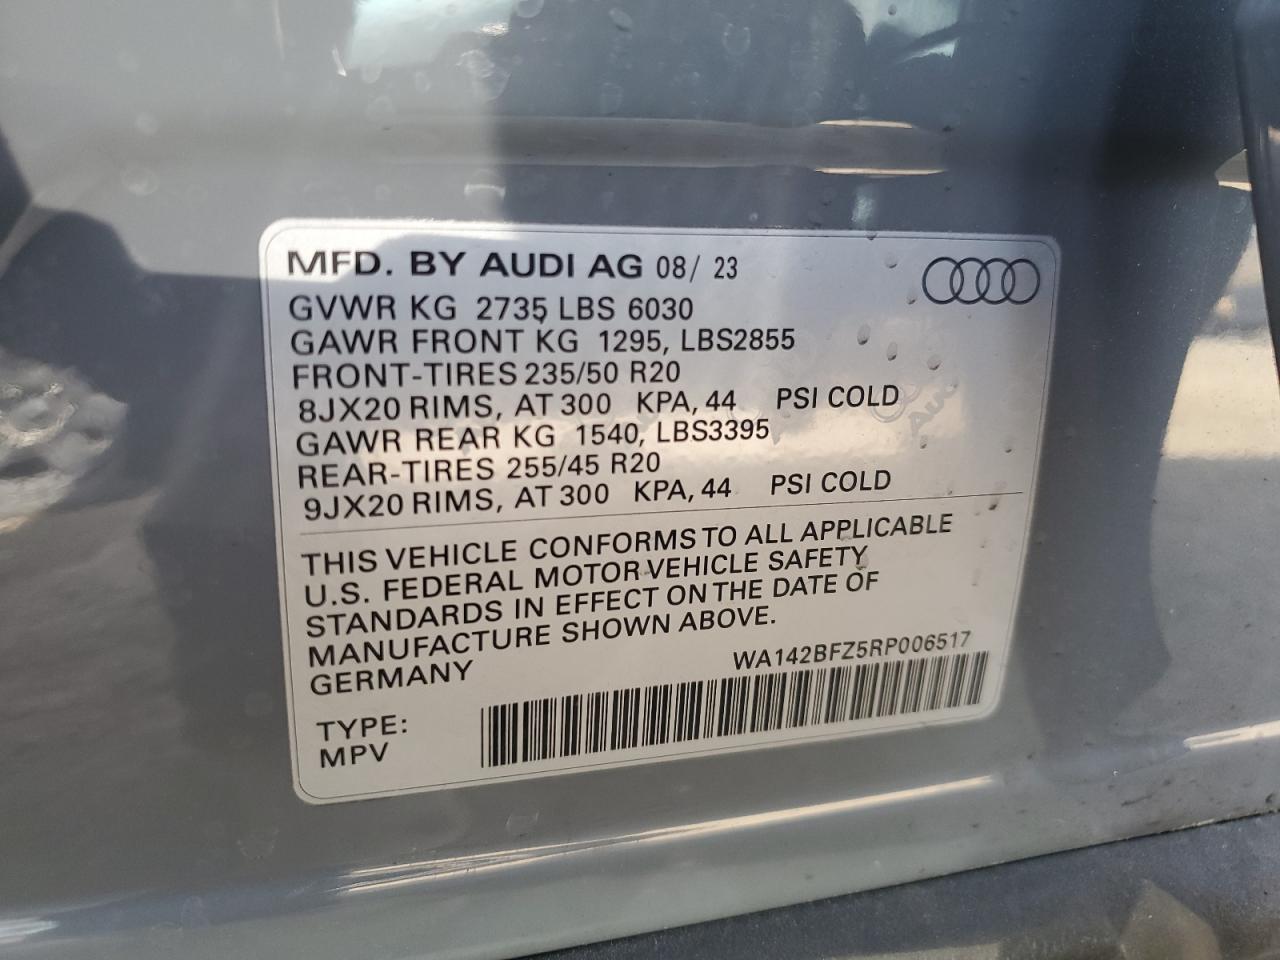 MFD. BY AUDI AG 08/ 23
GVWR KG 2735 LBS 6030
GAWR FRONT KG 1295, LBS2855
FRONT-TIRES 235/50 R20
8JX20 RIMS, AT 300 KPA, 44 PSI COLD
GAWR REAR KG 1540, LBS3395
REAR-TIRES 255/45 R20
9JX20 RIMS, AT 300 KPA, 44 PSI COLD
THIS VEHICLE CONFORMS TO ALL APPLICABLE
U.S. FEDERAL MOTOR VEHICLE SAFETY
STANDARDS IN EFFECT ON THE DATE OF
MANUFACTURE SHOWN ABOVE.
GERMANY
WA142BFZ5RP006517
TYPE:
MPV